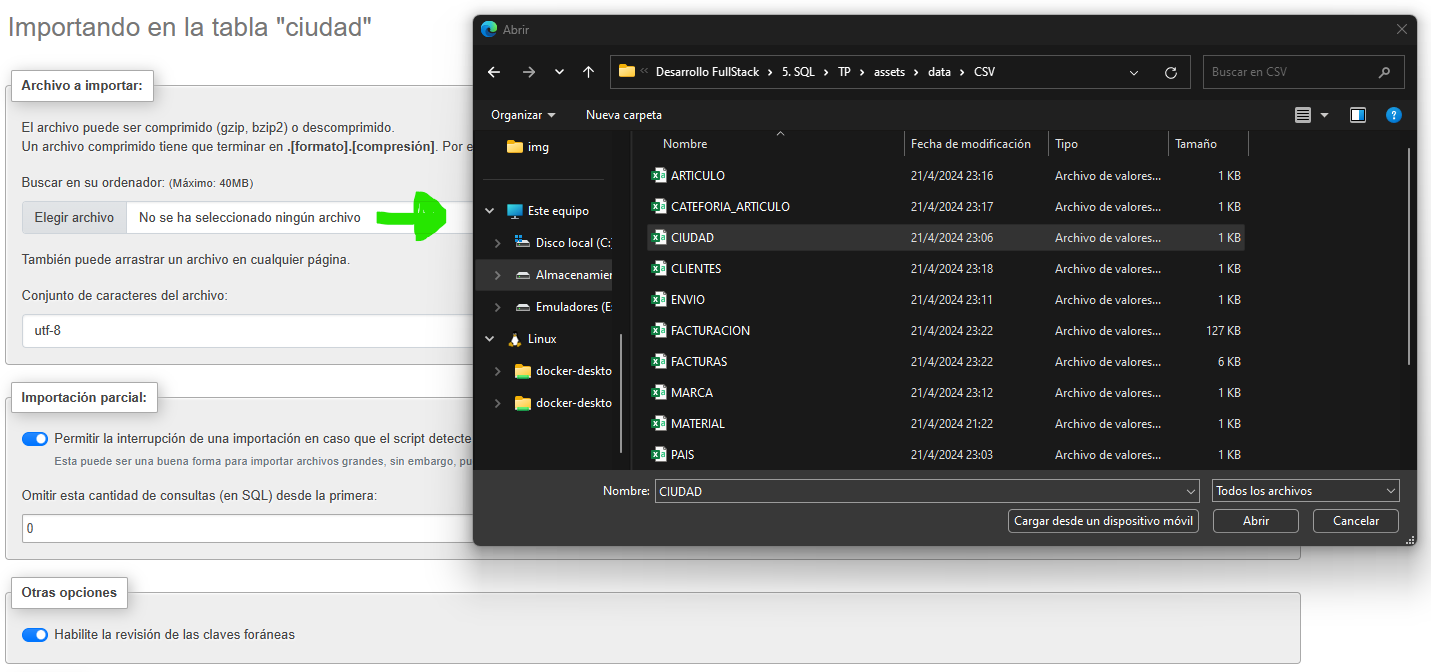 Importando en la tabla "ciudad"
Archivo a importar:
El archivo puede ser comprimido (gzip, bzip2) o descomprimido.
Un archivo comprimido tiene que terminar en .[formato].[compresión]. Por e
Buscar en su ordenador: (Máximo: 40MB)
Elegir archivo No se ha seleccionado ningún archivo
También puede arrastrar un archivo en cualquier página.
Conjunto de caracteres del archivo:
utf-8
Importación parcial:
Permitir la interrupción de una importación en caso que el script detecte
Esta puede ser una buena forma para importar archivos grandes, sin embargo, pu
Omitir esta cantidad de consultas (en SQL) desde la primera:
0
Otras opciones
Habilite la revisión de las claves foráneas
Abrir
« Desarrollo FullStack > 5. SQL > TP > assets > data > CSV
Buscar en CSV
Organizar Nueva carpeta
?
img
Este equipo
Disco local (C:
Almacenamier
Emuladores (E
Linux
docker-deskto
docker-deskto
Nombre Fecha de modificación Tipo Tamaño
ARTICULO 21/4/2024 23:16 Archivo de valores... 1 KB
CATEFORIA_ARTICULO 21/4/2024 23:17 Archivo de valores... 1 KB
CIUDAD 21/4/2024 23:06 Archivo de valores... 1 KB
CLIENTES 21/4/2024 23:18 Archivo de valores... 1 KB
ENVIO 21/4/2024 23:11 Archivo de valores... 1 KB
FACTURACION 21/4/2024 23:22 Archivo de valores... 127 KB
FACTURAS 21/4/2024 23:22 Archivo de valores... 6 KB
MARCA 21/4/2024 23:12 Archivo de valores... 1 KB
MATERIAL 21/4/2024 21:22 Archivo de valores... 1 KB
PAIS 21/4/2024 23:03 Archivo de valores... 1 KB
Nombre: CIUDAD Todos los archivos
Cargar desde un dispositivo móvil Abrir Cancelar